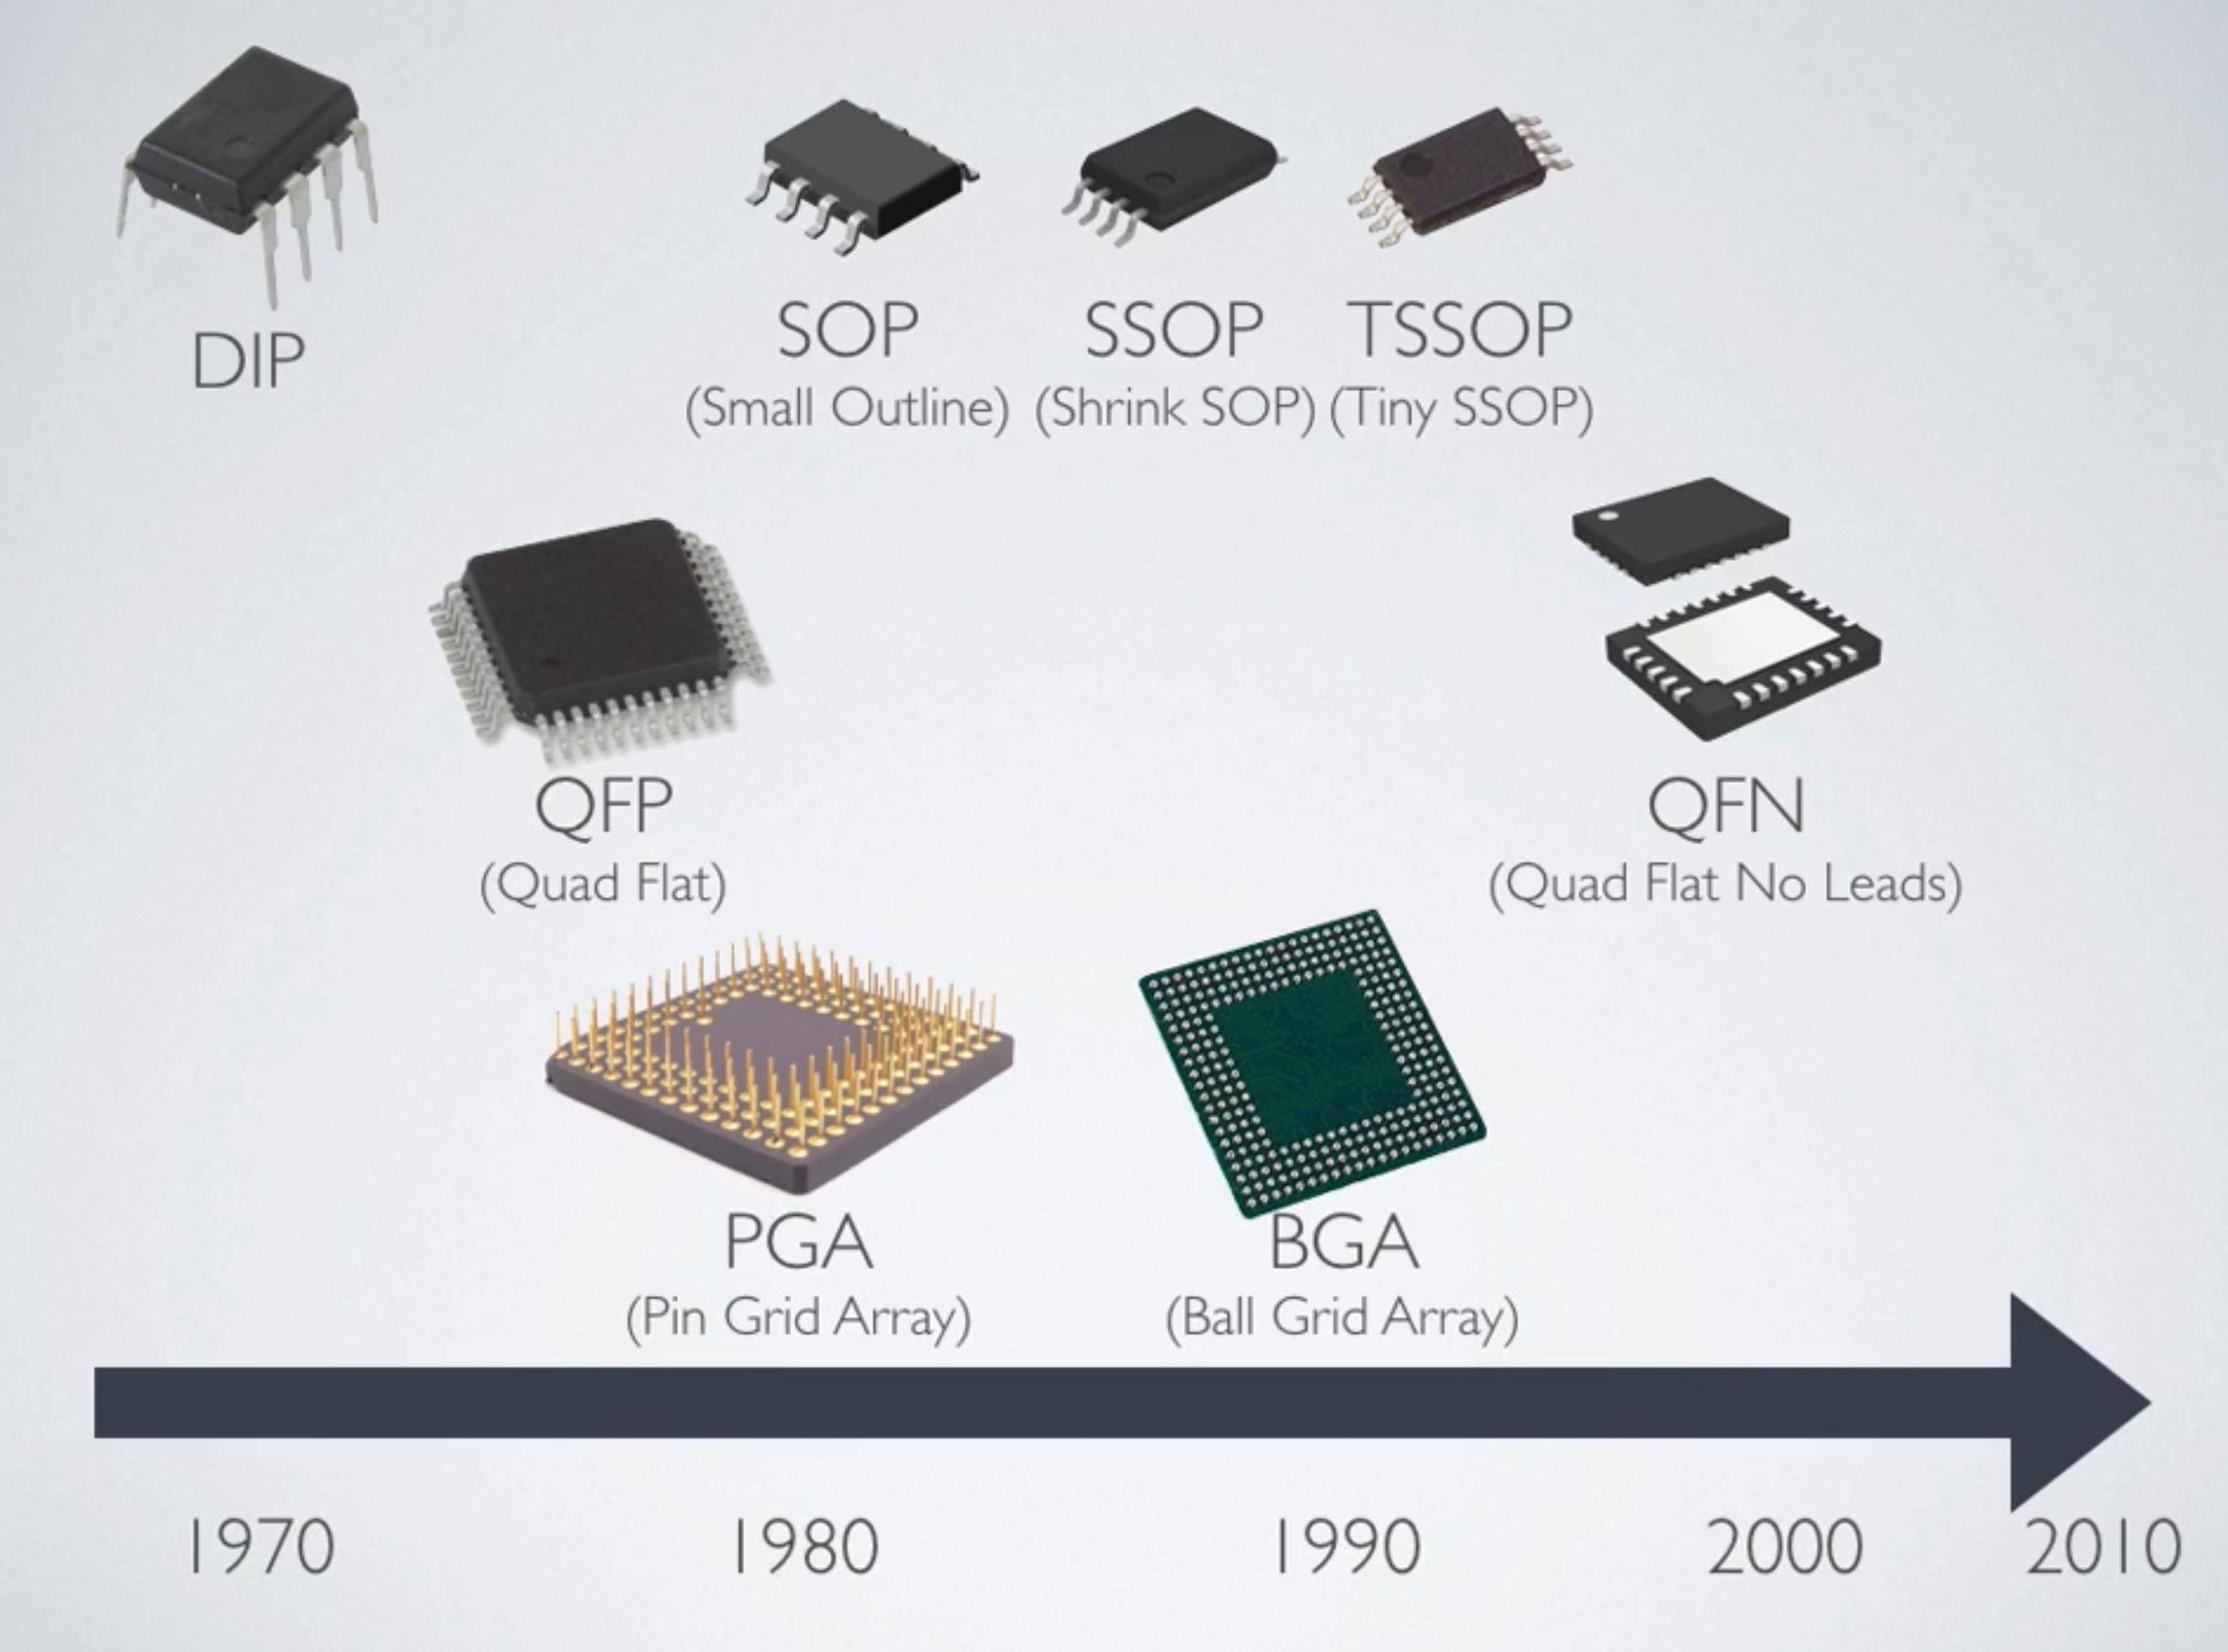 DIP
SOP
(Small Outline)
SSOP
(Shrink SOP)
TSSOP
(Tiny SSOP)
QFP
(Quad Flat)
QFN
(Quad Flat No Leads)
PGA
(Pin Grid Array)
BGA
(Ball Grid Array)
1970
1980
1990
2000
2010